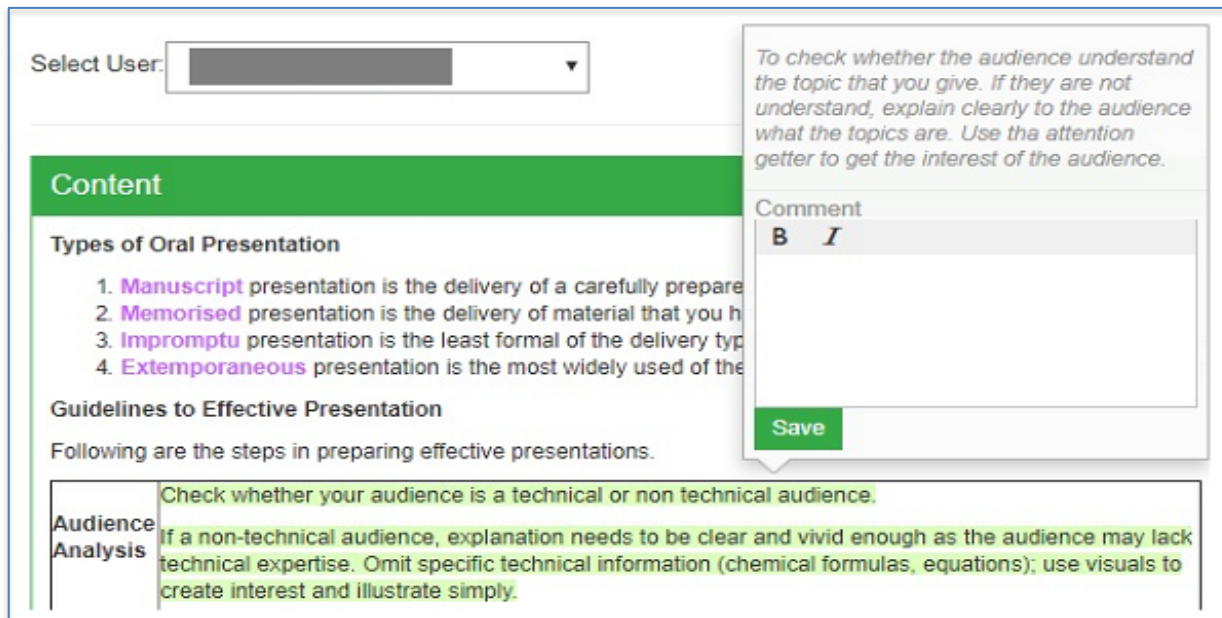 Select User:
To check whether the audience understand
the topic that you give. If they are not
understand, explain clearly to the audience
what the topics are. Use tha attention
getter to get the interest of the audience.
Comment
B I
Save
Content
Types of Oral Presentation
1. Manuscript presentation is the delivery of a carefully prepare
2. Memorised presentation is the delivery of material that you h
3. Impromptu presentation is the least formal of the delivery typ
4. Extemporaneous presentation is the most widely used of the
Guidelines to Effective Presentation
Following are the steps in preparing effective presentations.
Audience
Analysis
Check whether your audience is a technical or non technical audience.
If a non-technical audience, explanation needs to be clear and vivid enough as the audience may lack
technical expertise. Omit specific technical information (chemical formulas, equations); use visuals to
create interest and illustrate simply.